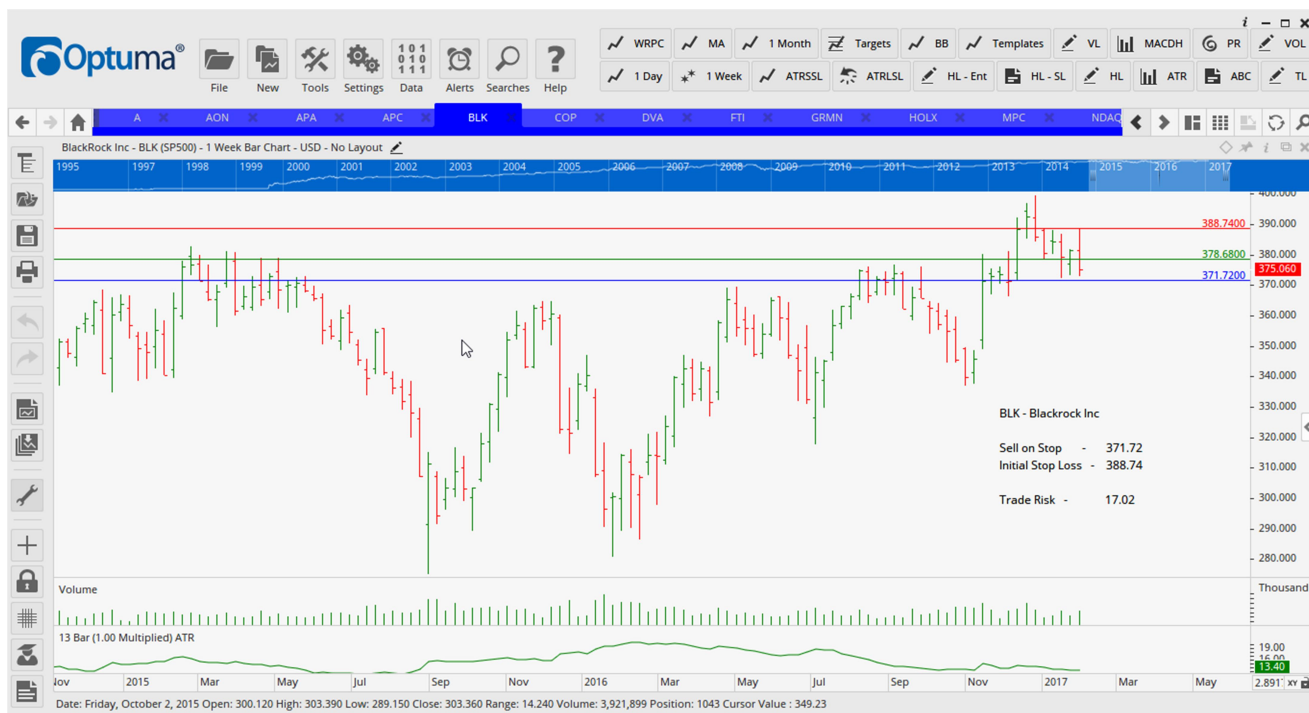 i
Optuma®
File New Tools Settings Data Alerts Searches Help
WRPC MA 1 Month Targets BB Templates VL MACDH PR VOL
1 Day 1 Week ATRSSL ATRLSL HL - Ent HL - SL HL ATR ABC TL
A AON APA APC BLK COP DVA FTI GRMN HOLX MPC NDAQ
BlackRock Inc - BLK (SP500) - 1 Week Bar Chart - USD - No Layout
1995 1997 1998 1999 2000 2001 2002 2003 2004 2005 2006 2007 2008 2009 2010 2011 2012 2013 2014 2015 2016 2017
400.000
388.7400 390.000
378.6800 380.000
375.060
371.7200 370.000
360.000
350.000
340.000
330.000
BLK - Blackrock Inc
320.000
Sell on Stop - 371.72
Initial Stop Loss - 388.74
310.000
Trade Risk - 17.02
300.000
290.000
280.000
Volume Thousand
13 Bar (1.00 Multiplied) ATR
19.00
16.00
13.40
Nov 2015 Mar May Jul Sep Nov 2016 Mar May Jul Sep Nov 2017 Mar May 2.891 XY
Date: Friday, October 2, 2015 Open: 300.120 High: 303.390 Low: 289.150 Close: 303.360 Range: 14.240 Volume: 3,921,899 Position: 1043 Cursor Value : 349.23